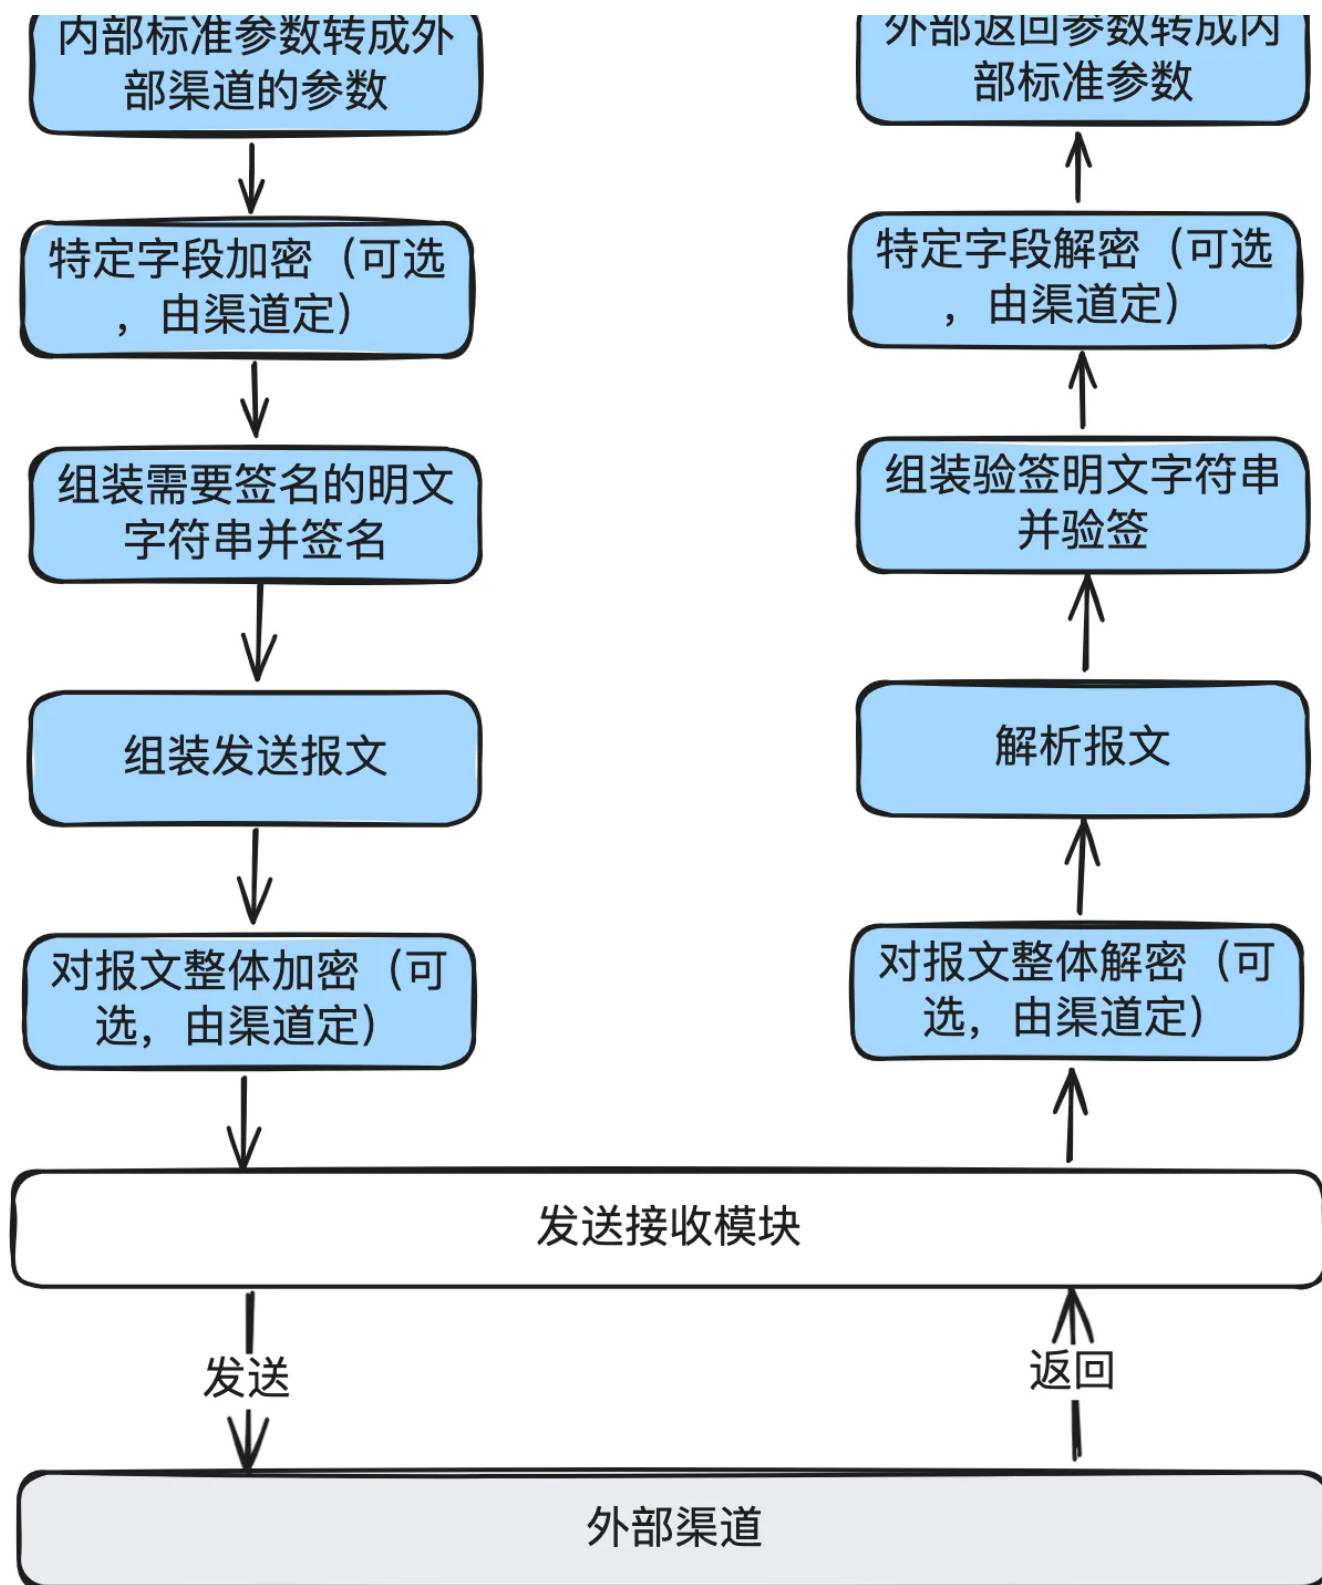 内部标准参数转成外
部渠道的参数
特定字段加密（可选
，由渠道定）
组装需要签名的明文
字符串并签名
组装发送报文
对报文整体加密（可
选，由渠道定）
外部返回参数转成内
部标准参数
特定字段解密（可选
，由渠道定）
组装验签明文字符串
并验签
解析报文
对报文整体解密（可
选，由渠道定）
发送接收模块
发送
返回
外部渠道